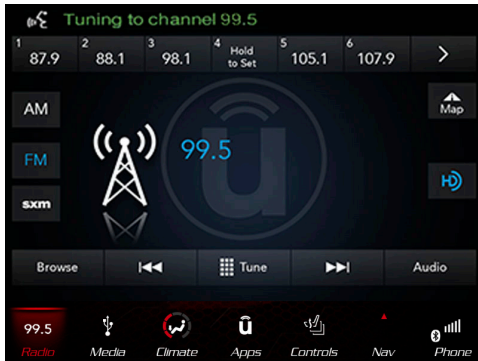 Tuning to channel 99.5
1 87.9
2 88.1
3 98.1
4 Hold to Set
5 105.1
6 107.9
AM
Map
99.5
FM
HD
sxm
Browse
Tune
Audio
99.5
Radio
Media
Climate
ū
Apps
Controls
Nav
Phone